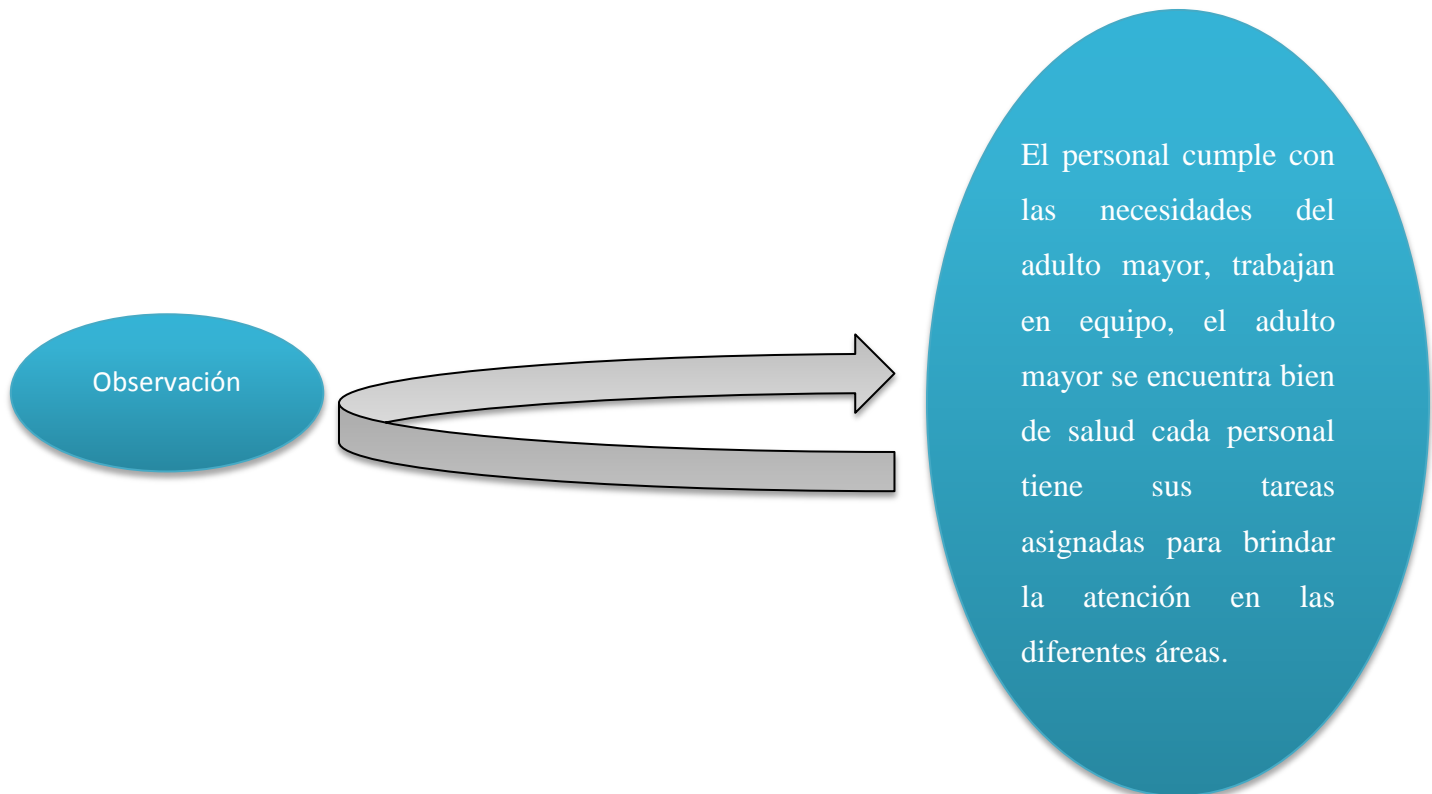 Observación
El personal cumple con
las necesidades del
adulto mayor, trabajan
en equipo, el adulto
mayor se encuentra bien
de salud cada personal
tiene sus tareas
asignadas para brindar
la atención en las
diferentes áreas.